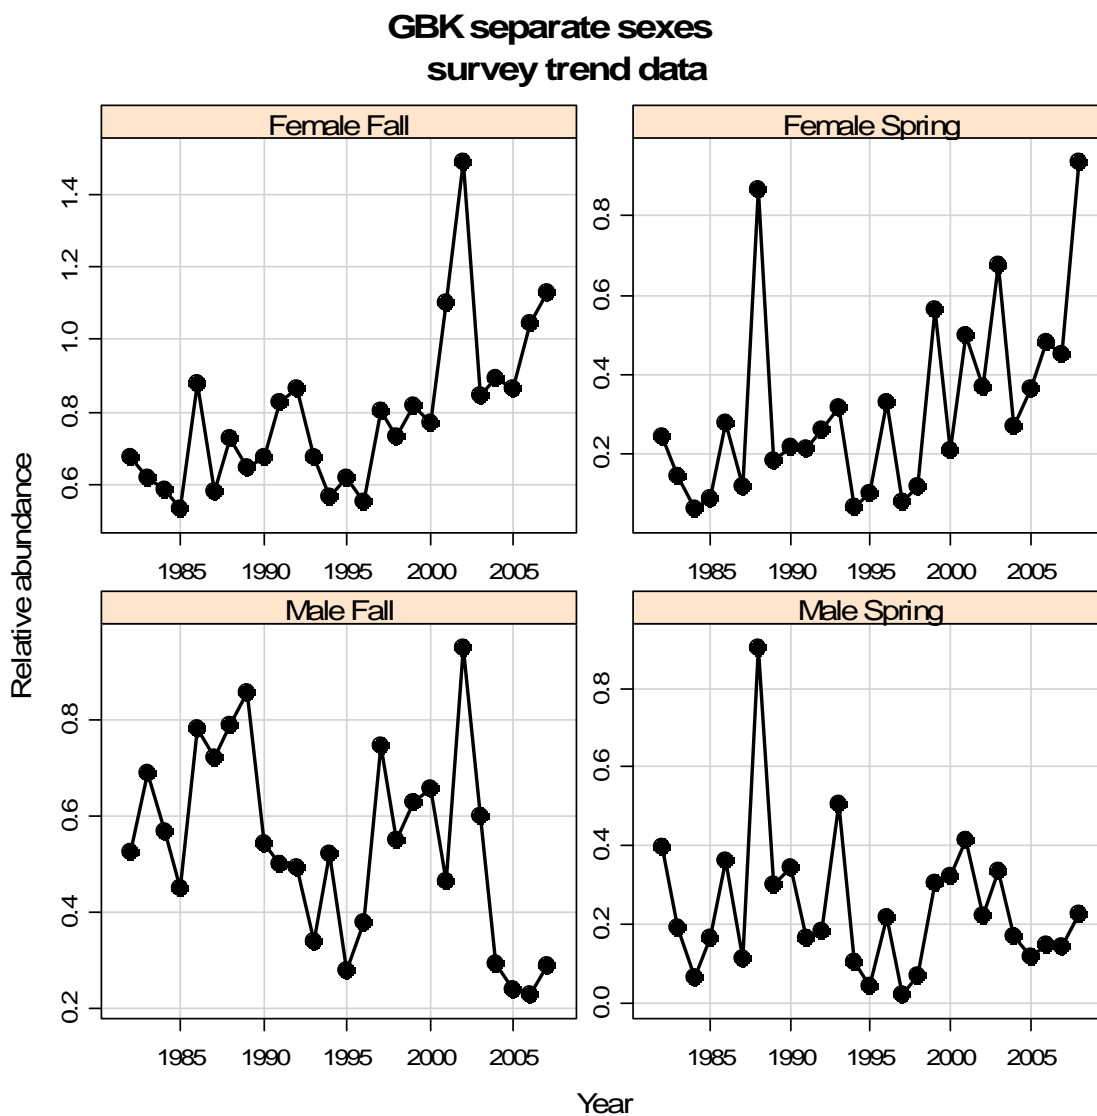 GBK separate sexes
survey trend data
Female Fall
Female Spring
1.4
1.2
1.0
0.8
0.6
0.8
0.6
0.4
0.2
1985 1990 1995 2000 2005
1985 1990 1995 2000 2005
Relative abundance
Male Fall
Male Spring
0.8
0.6
0.4
0.2
0.8
0.6
0.4
0.2
0.0
1985 1990 1995 2000 2005
1985 1990 1995 2000 2005
Year